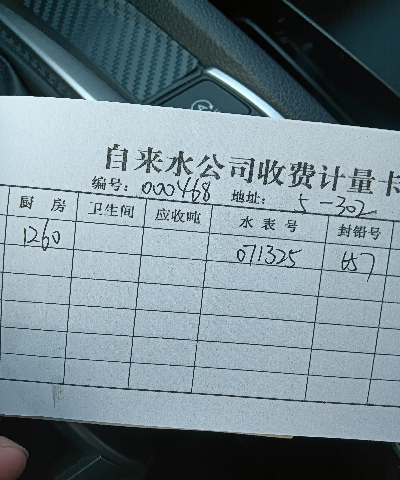 自来水公司收费计量卡
编号: 000468 地址: 5-302
厨房 卫生间 应收吨 水表号 封铅号
1260 071325 657